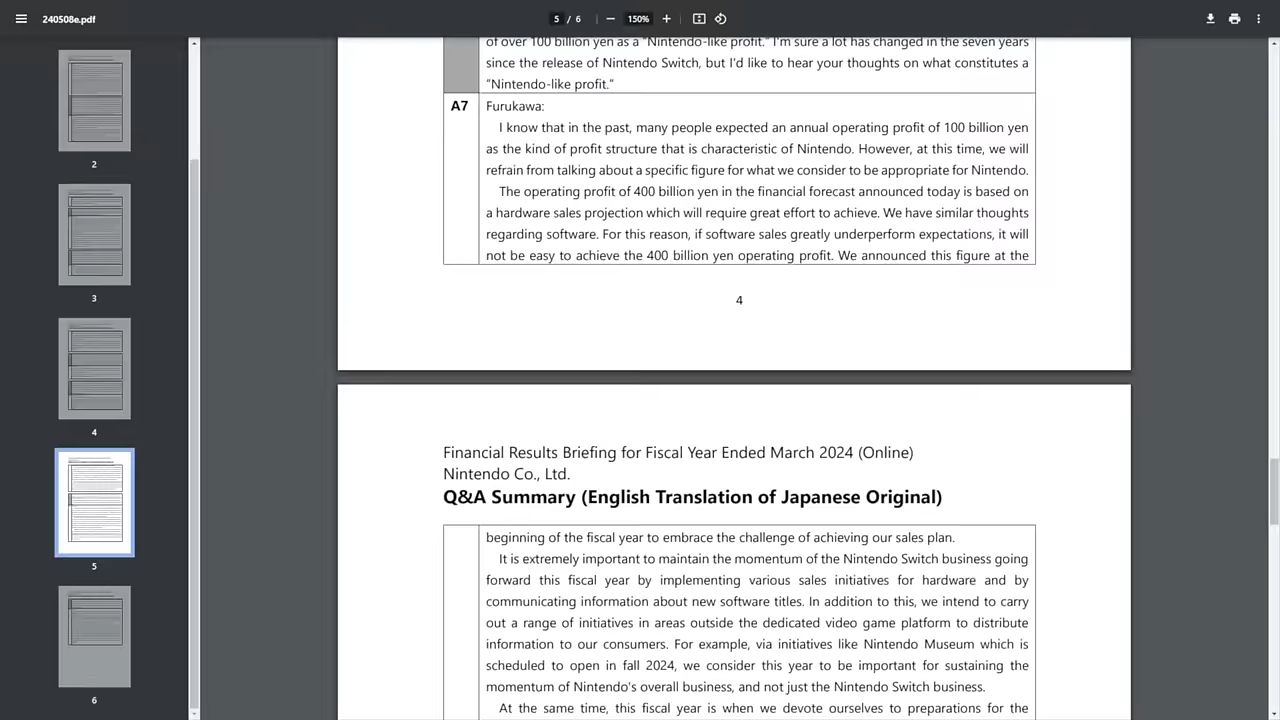 240508e.pdf
5 / 6
150%
2
3
4
5
6
of over 100 billion yen as a “Nintendo-like profit.” I’m sure a lot has changed in the seven years
since the release of Nintendo Switch, but I’d like to hear your thoughts on what constitutes a
“Nintendo-like profit.”
A7
Furukawa:
I know that in the past, many people expected an annual operating profit of 100 billion yen
as the kind of profit structure that is characteristic of Nintendo. However, at this time, we will
refrain from talking about a specific figure for what we consider to be appropriate for Nintendo.
The operating profit of 400 billion yen in the financial forecast announced today is based on
a hardware sales projection which will require great effort to achieve. We have similar thoughts
regarding software. For this reason, if software sales greatly underperform expectations, it will
not be easy to achieve the 400 billion yen operating profit. We announced this figure at the
4
Financial Results Briefing for Fiscal Year Ended March 2024 (Online)
Nintendo Co., Ltd.
Q&A Summary (English Translation of Japanese Original)
beginning of the fiscal year to embrace the challenge of achieving our sales plan.
It is extremely important to maintain the momentum of the Nintendo Switch business going
forward this fiscal year by implementing various sales initiatives for hardware and by
communicating information about new software titles. In addition to this, we intend to carry
out a range of initiatives in areas outside the dedicated video game platform to distribute
information to our consumers. For example, via initiatives like Nintendo Museum which is
scheduled to open in fall 2024, we consider this year to be important for sustaining the
momentum of Nintendo's overall business, and not just the Nintendo Switch business.
At the same time, this fiscal year is when we devote ourselves to preparations for the